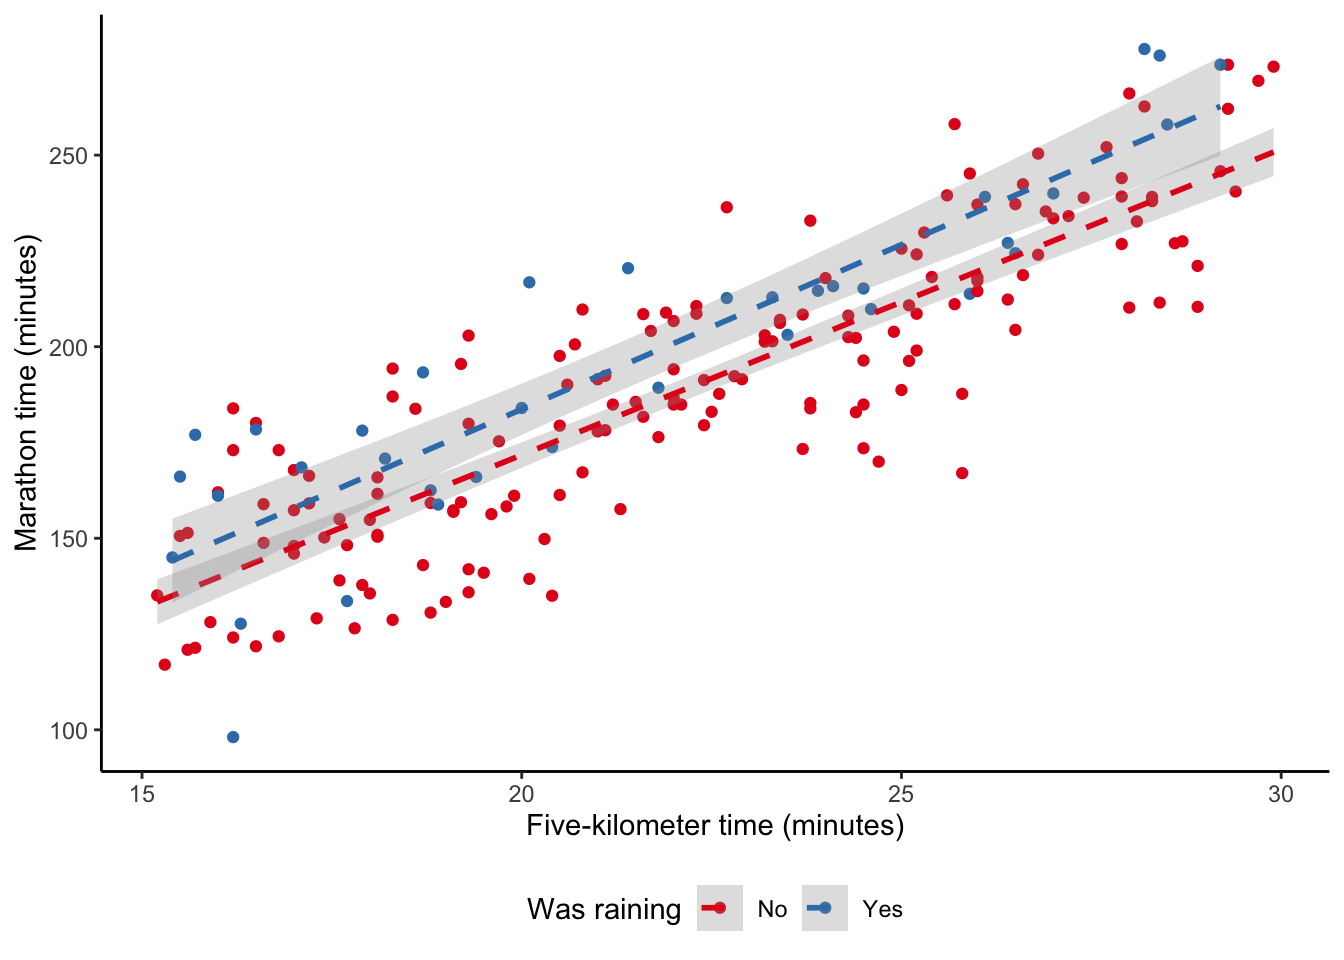 Marathon time (minutes)
250
200
150
100
15 20 25 30
Five-kilometer time (minutes)
Was raining No Yes